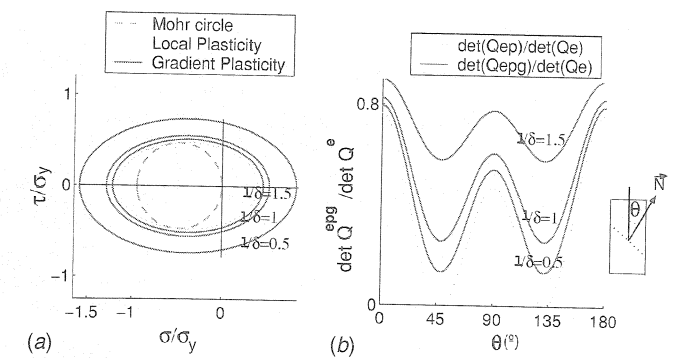 Mohr circle
Local Plasticity
Gradient Plasticity
1
0
−1
τ/σy
−1.5 −1 0
σ/σy
1/δ=1.5
1/δ=1
1/δ=0.5
(a)
det(Qep)/det(Qe)
det(Qepg)/det(Qe)
0.8
0
det Q^epg /det Q^e
1/δ=1.5
1/δ=1
1/δ=0.5
0 45 90 135 180
θ(º)
(b)
N
θ